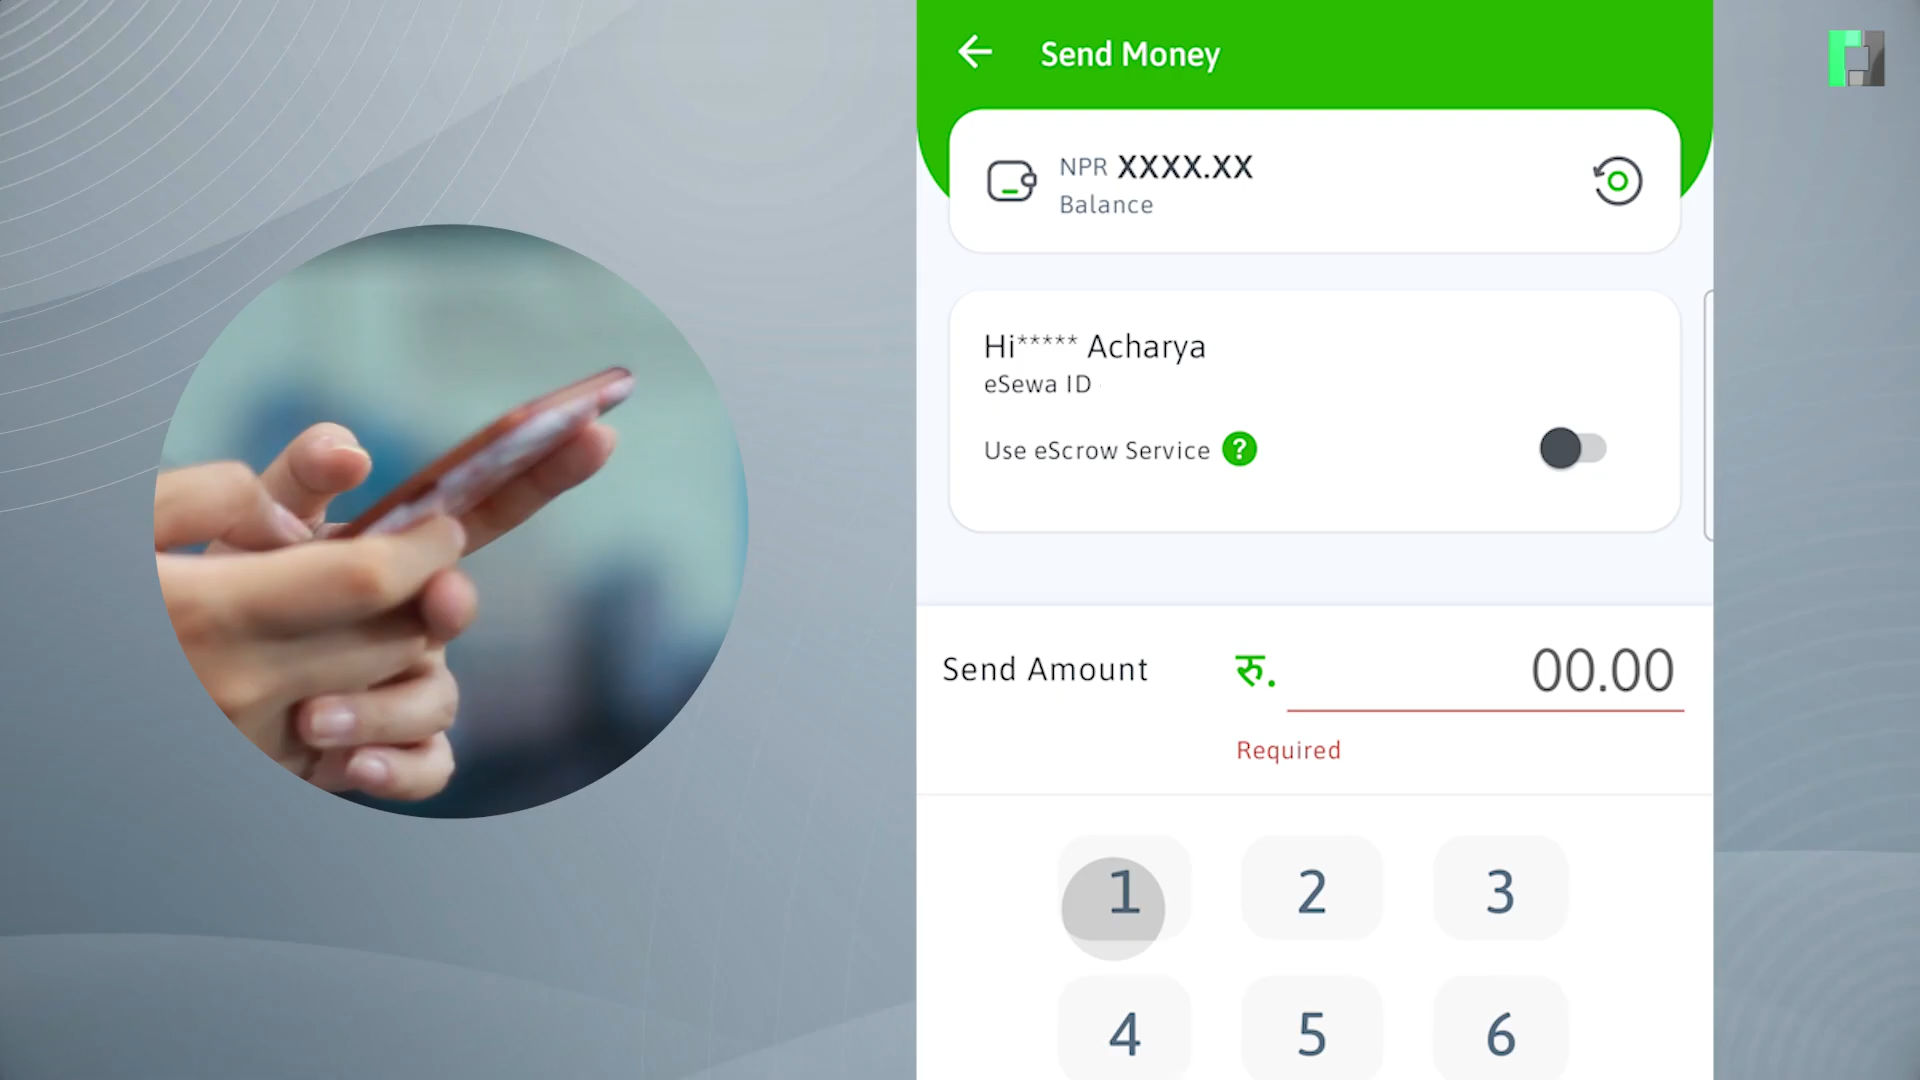 Send Money
NPR XXXX.XX
Balance
Hi***** Acharya
eSewa ID
Use eScrow Service ?
Send Amount रु. 00.00
Required
1 2 3
4 5 6